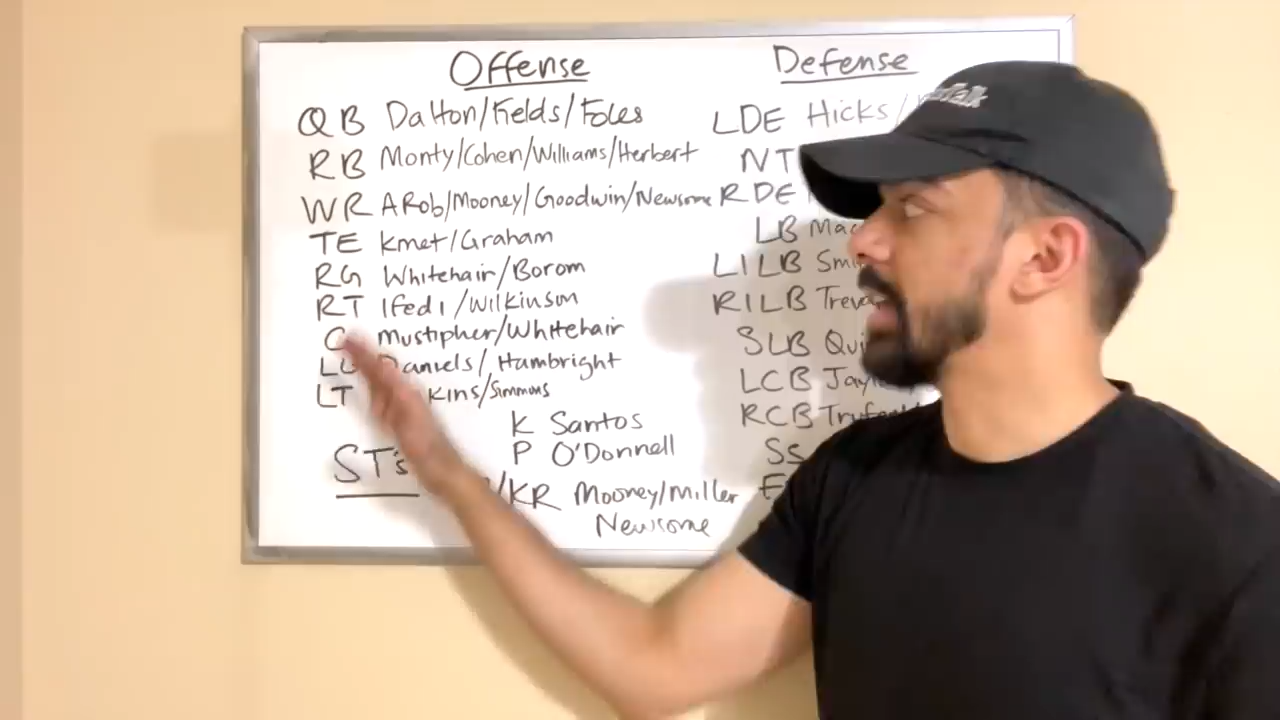 Offense
QB Dalton/Fields/Foles
RB Monty/Cohen/Williams/Herbert
WR ARob/Mooney/Goodwin/Newsome
TE Kmet/Graham
RG Whitehair/Borom
RT Ifedi/Wilkinson
C Mustipher/Whitehair
LG Daniels/Hambright
LT kins/Simmons
ST's
K Santos
P O'Donnell
/KR Mooney/Miller
Newsome
Defense
LDE Hicks/
NT
RDE
LB Mac
LILB Smi
RILB Treva
SLB Qui
LCB Jay
RCB Trufa
SS